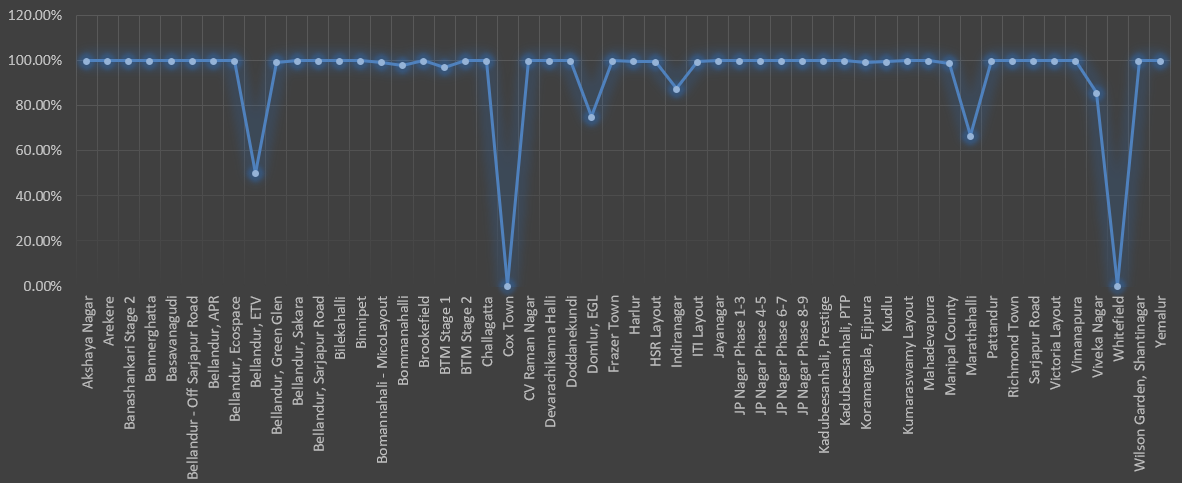 120.00%
100.00%
80.00%
60.00%
40.00%
20.00%
0.00%
Akshaya Nagar
Arekere
Banashankari Stage 2
Bannerghatta
Basavanagudi
Bellandur - Off Sarjapur Road
Bellandur, APR
Bellandur, Ecospace
Bellandur, ETV
Bellandur, Green Glen
Bellandur, Sakara
Bellandur, Sarjapur Road
Bilekahalli
Binnipet
Bomannahali - MicoLayout
Bommanahalli
Brookefield
BTM Stage 1
BTM Stage 2
Challagatta
Cox Town
CV Raman Nagar
Devarachikanna Halli
Doddanekundi
Domlur, EGL
Frazer Town
Harlur
HSR Layout
Indiranagar
ITI Layout
Jayanagar
JP Nagar Phase 1-3
JP Nagar Phase 4-5
JP Nagar Phase 6-7
JP Nagar Phase 8-9
Kadubeesanhali, Prestige
Kadubeesanhali, PTP
Koramangala, Ejipura
Kudlu
Kumaraswamy Layout
Mahadevapura
Manipal County
Marathahalli
Pattandur
Richmond Town
Sarjapur Road
Victoria Layout
Vimanapura
Viveka Nagar
Whitefield
Wilson Garden, Shantinagar
Yemalur